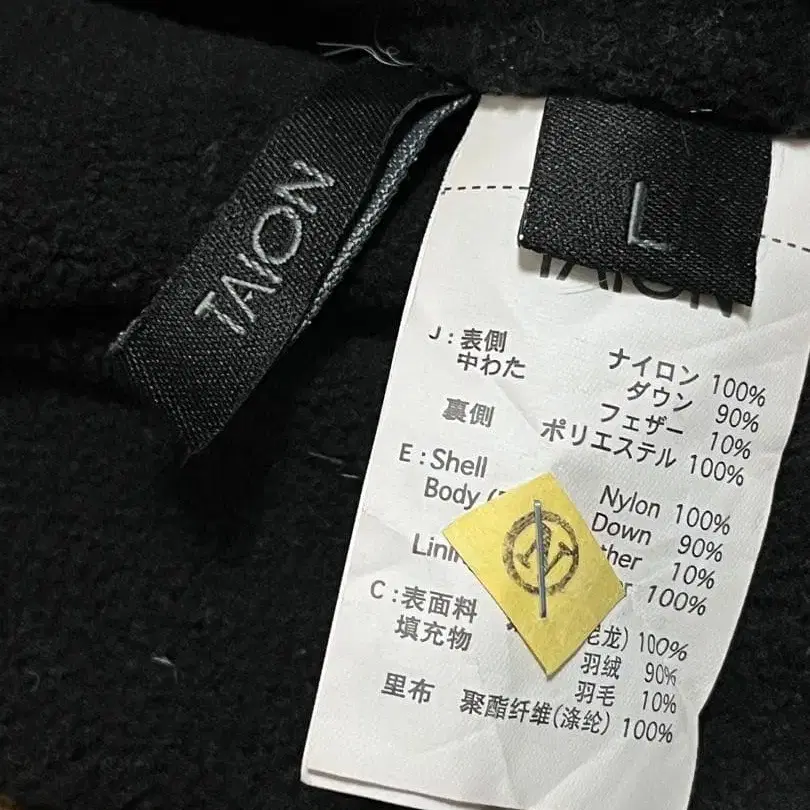 TAION
L
TAION
J : 表側 ナイロン 100%
中わた ダウン 90%
フェザー 10%
裏側 ポリエステル 100%
E : Shell Nylon 100%
Body Down 90%
10%
100%
C : 表面料 100%
填充物 羽绒 90%
羽毛 10%
里布 聚酯纤维(涤纶) 100%
N